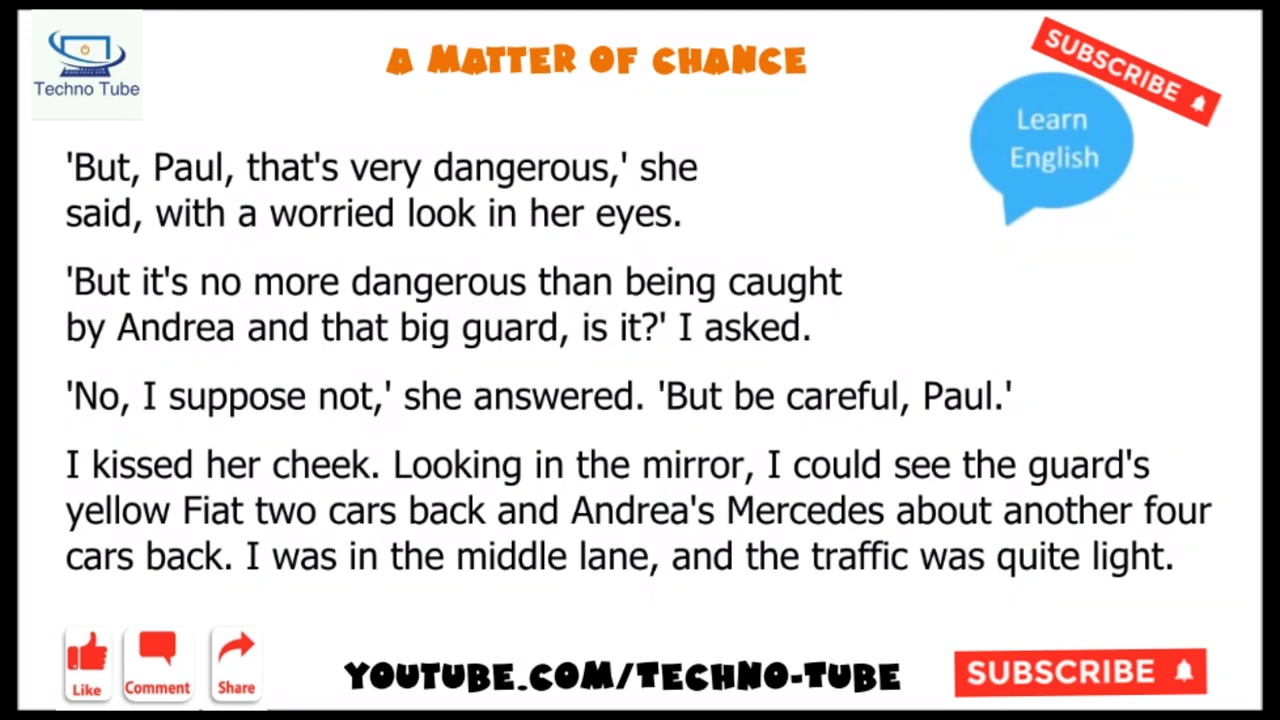 Techno Tube
A MATTER OF CHANCE
SUBSCRIBE
Learn
English
'But, Paul, that's very dangerous,' she
said, with a worried look in her eyes.
'But it's no more dangerous than being caught
by Andrea and that big guard, is it?' I asked.
'No, I suppose not,' she answered. 'But be careful, Paul.'
I kissed her cheek. Looking in the mirror, I could see the guard's
yellow Fiat two cars back and Andrea's Mercedes about another four
cars back. I was in the middle lane, and the traffic was quite light.
Like
Comment
Share
YOUTUBE.COM/TECHNO-TUBE
SUBSCRIBE